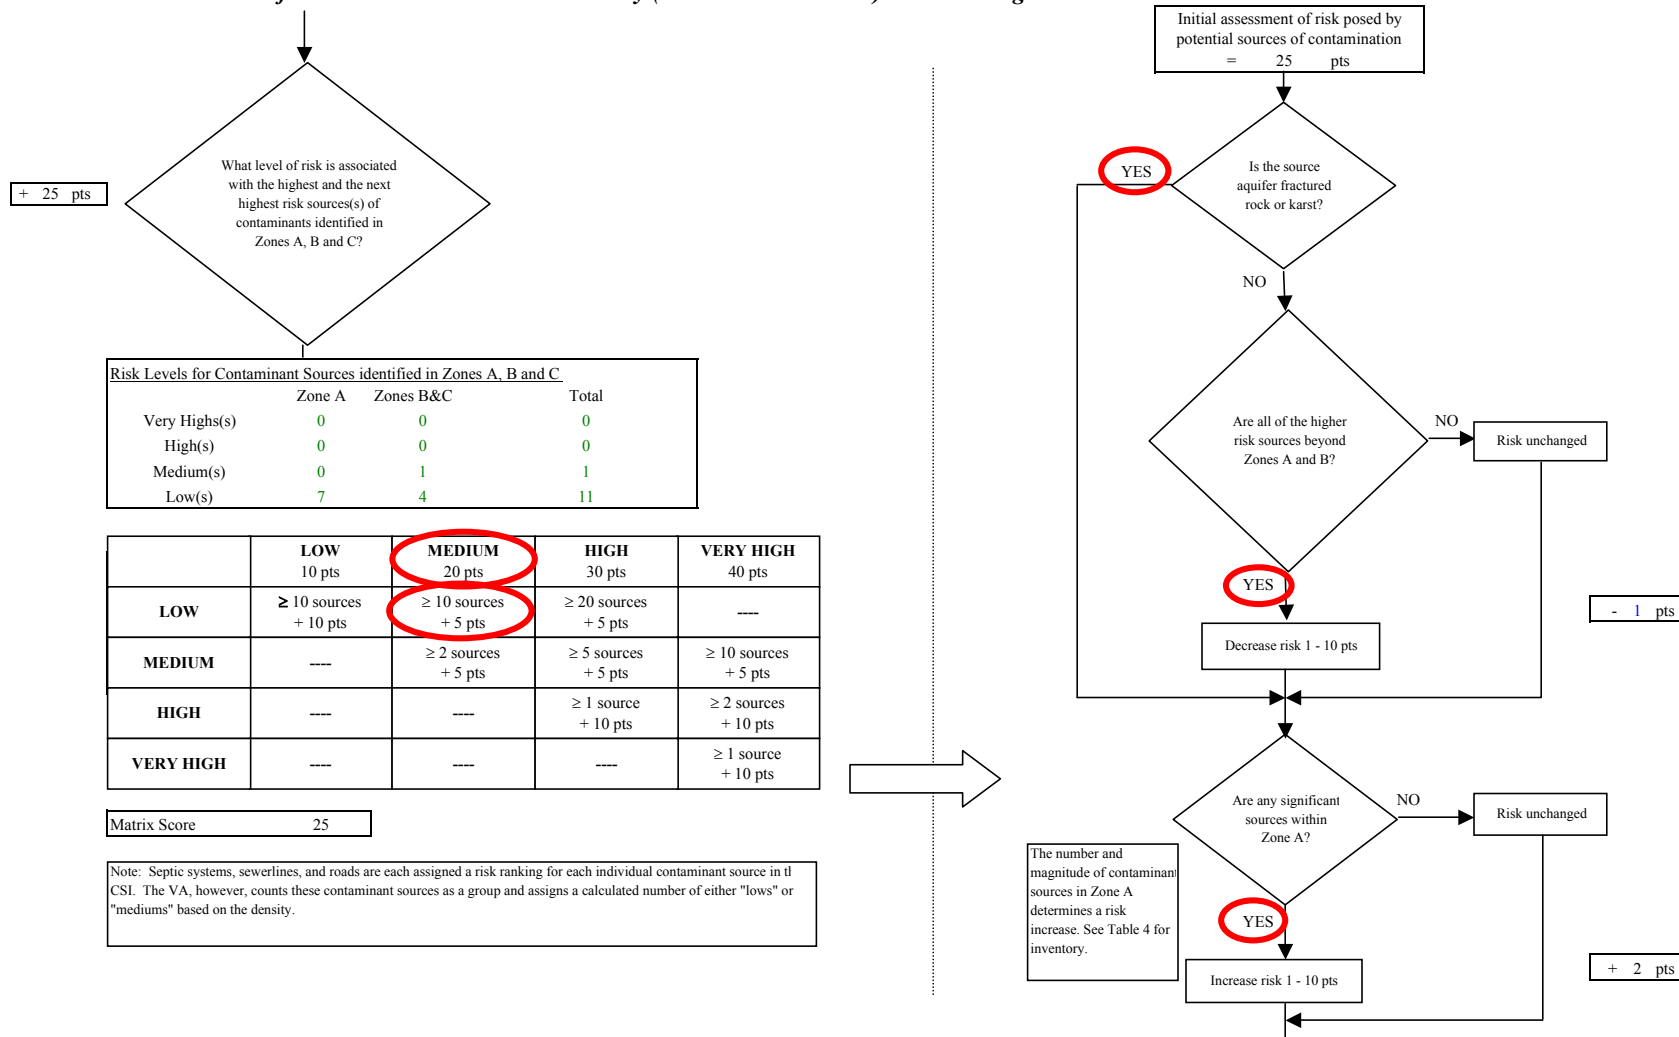 + 25 pts
What level of risk is associated
with the highest and the next
highest risk sources(s) of
contaminants identified in
Zones A, B and C?
Risk Levels for Contaminant Sources identified in Zones A, B and C
Zone A Zones B&C Total
Very Highs(s) 0 0 0
High(s) 0 0 0
Medium(s) 0 1 1
Low(s) 7 4 11
LOW MEDIUM HIGH VERY HIGH
10 pts 20 pts 30 pts 40 pts
LOW ≥ 10 sources ≥ 10 sources ≥ 20 sources ----
+ 10 pts + 5 pts + 5 pts
MEDIUM ---- ≥ 2 sources ≥ 5 sources ≥ 10 sources
+ 5 pts + 5 pts + 5 pts
HIGH ---- ---- ≥ 1 source ≥ 2 sources
+ 10 pts + 10 pts
VERY HIGH ---- ---- ---- ≥ 1 source
+ 10 pts
Matrix Score 25
Note: Septic systems, sewerlines, and roads are each assigned a risk ranking for each individual contaminant source in
CSI. The VA, however, counts these contaminant sources as a group and assigns a calculated number of either "lows" or
"mediums" based on the density.
Initial assessment of risk posed by
potential sources of contamination
= 25 pts
YES
Is the source
aquifer fractured
rock or karst?
NO
Are all of the higher
risk sources beyond
Zones A and B?
NO
Risk unchanged
YES
- 1 pts
Decrease risk 1 - 10 pts
Are any significant
sources within
Zone A?
NO
Risk unchanged
The number and
magnitude of contaminant
sources in Zone A
determines a risk
increase. See Table 4 for
inventory.
YES
+ 2 pts
Increase risk 1 - 10 pts